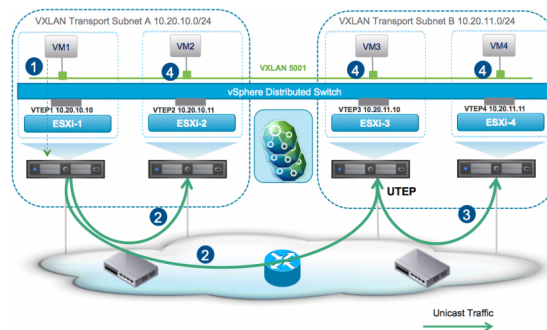 VXLAN Transport Subnet A 10.20.10.0/24
VXLAN Transport Subnet B 10.20.11.0/24
VM1
VM2
VM3
VM4
1
4
VXLAN 5001
4
4
vSphere Distributed Switch
VTEP1 10.20.10.10
VTEP2 10.20.10.11
VTEP3 10.20.11.10
VTEP4 10.20.11.11
ESXi-1
ESXi-2
ESXi-3
ESXi-4
UTEP
2
3
2
Unicast Traffic